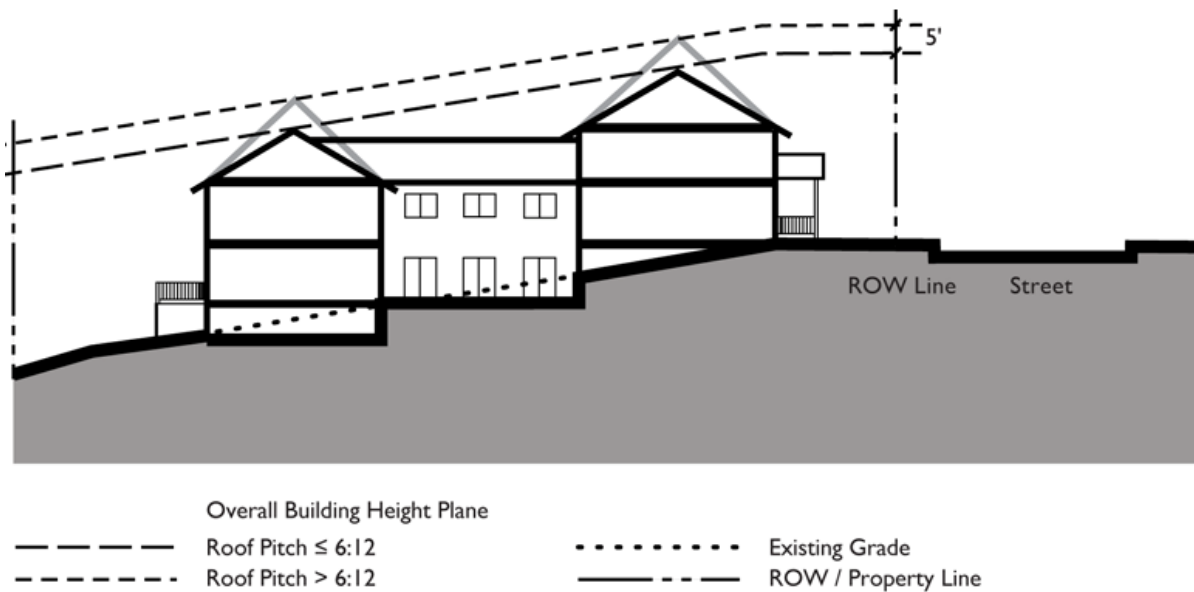 5'
ROW Line
Street
Overall Building Height Plane
Roof Pitch ≤ 6:12
Roof Pitch > 6:12
Existing Grade
ROW / Property Line